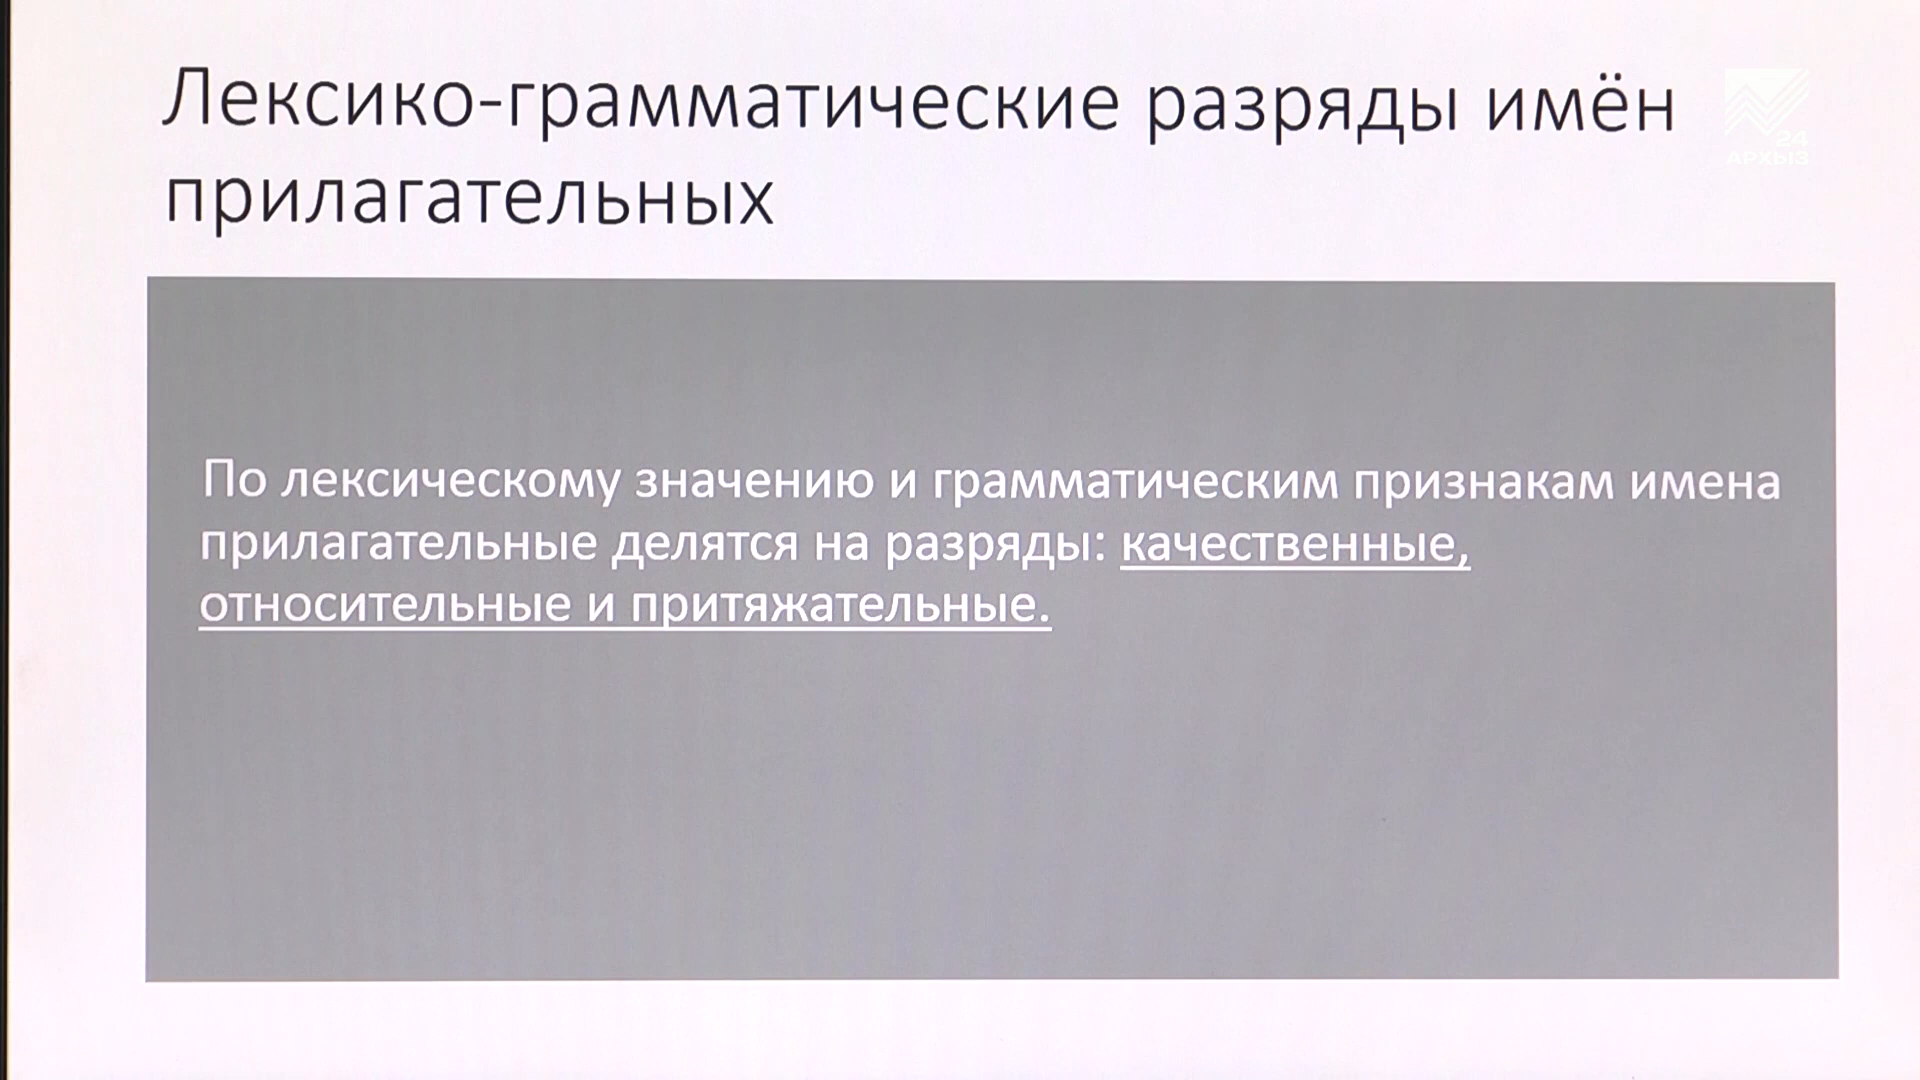 Лексико-грамматические разряды имён
прилагательных
24
АРХЫЗ
По лексическому значению и грамматическим признакам имена
прилагательные делятся на разряды: качественные,
относительные и притяжательные.